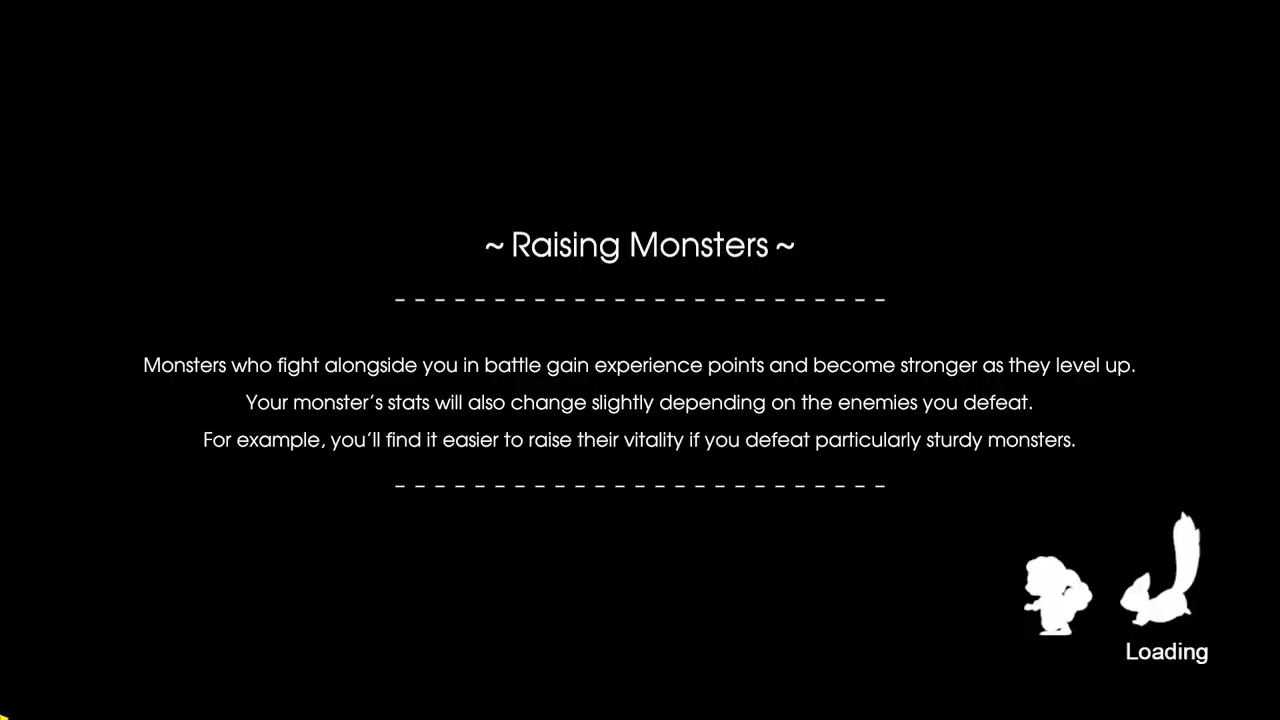 ~ Raising Monsters ~
Monsters who fight alongside you in battle gain experience points and become stronger as they level up.
Your monster’s stats will also change slightly depending on the enemies you defeat.
For example, you’ll find it easier to raise their vitality if you defeat particularly sturdy monsters.
Loading